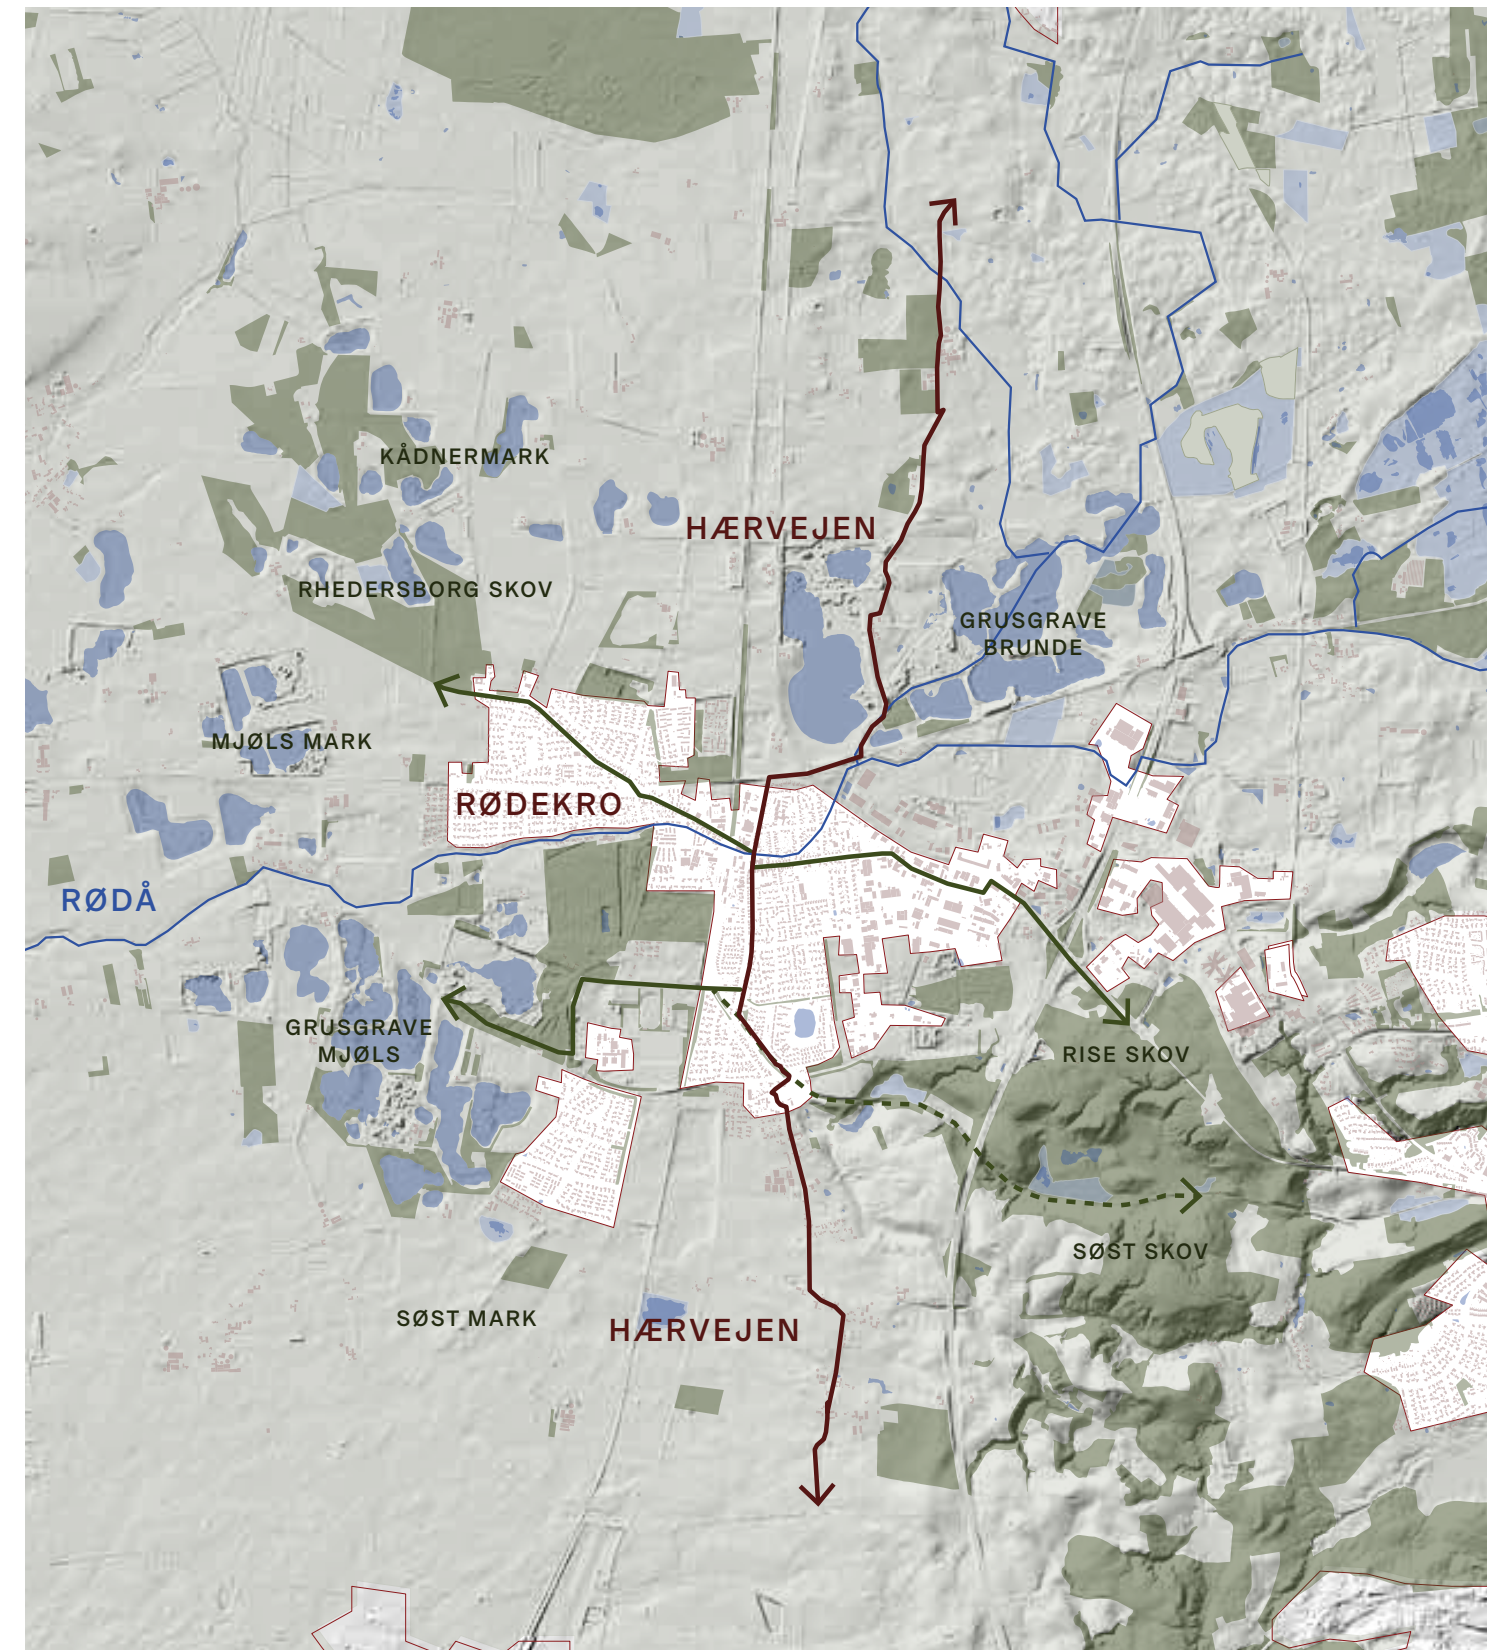 KÅDNERMARK
HÆRVEJEN
RHEDERSBORG SKOV
GRUSGRAVE
BRUNDE
MJØLS MARK
RØDEKRO
RØDÅ
GRUSGRAVE
MJØLS
RISE SKOV
SØST SKOV
SØST MARK
HÆRVEJEN